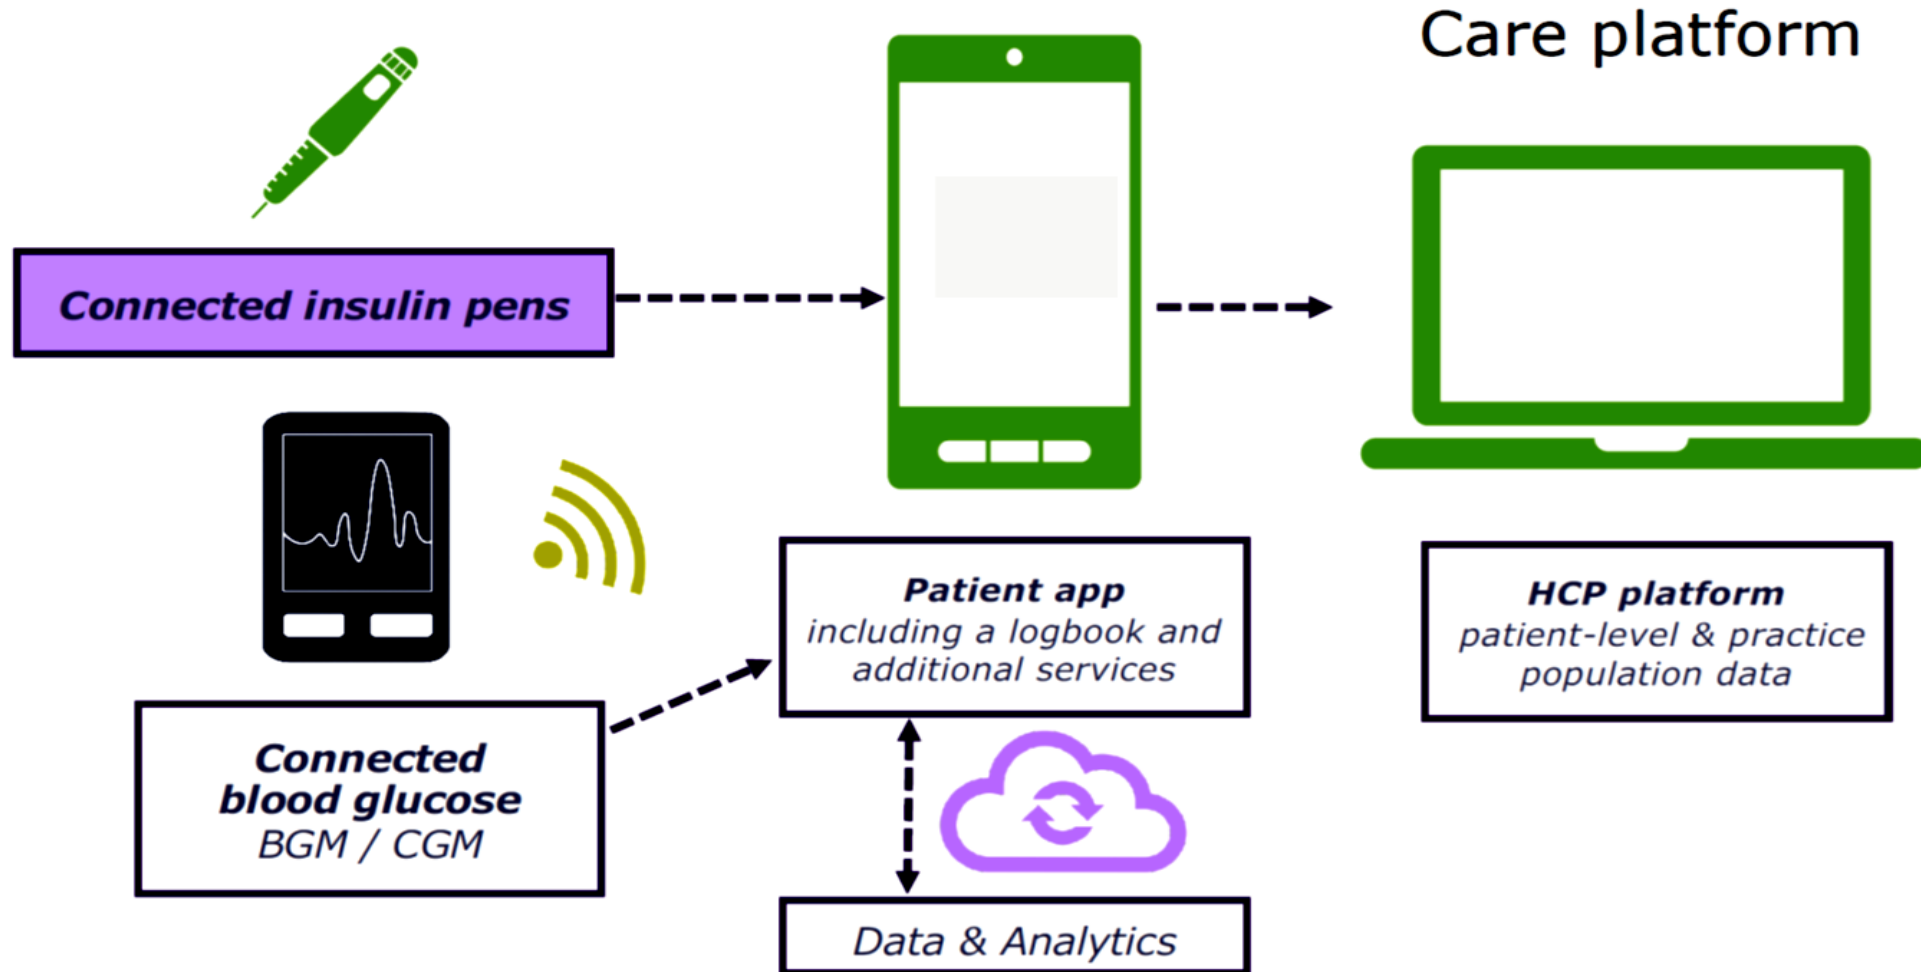 Care platform
Connected insulin pens
Patient app
including a logbook and
additional services
HCP platform
patient-level & practice
population data
Connected
blood glucose
BGM / CGM
Data & Analytics